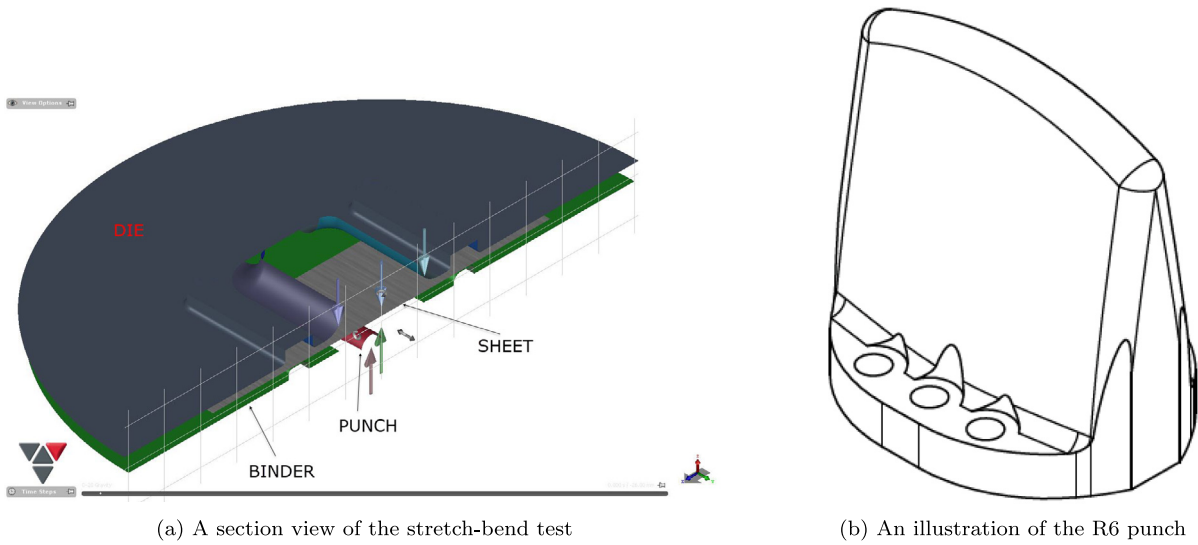 View Options
DIE
SHEET
PUNCH
BINDER
Time Steps
(a) A section view of the stretch-bend test
(b) An illustration of the R6 punch